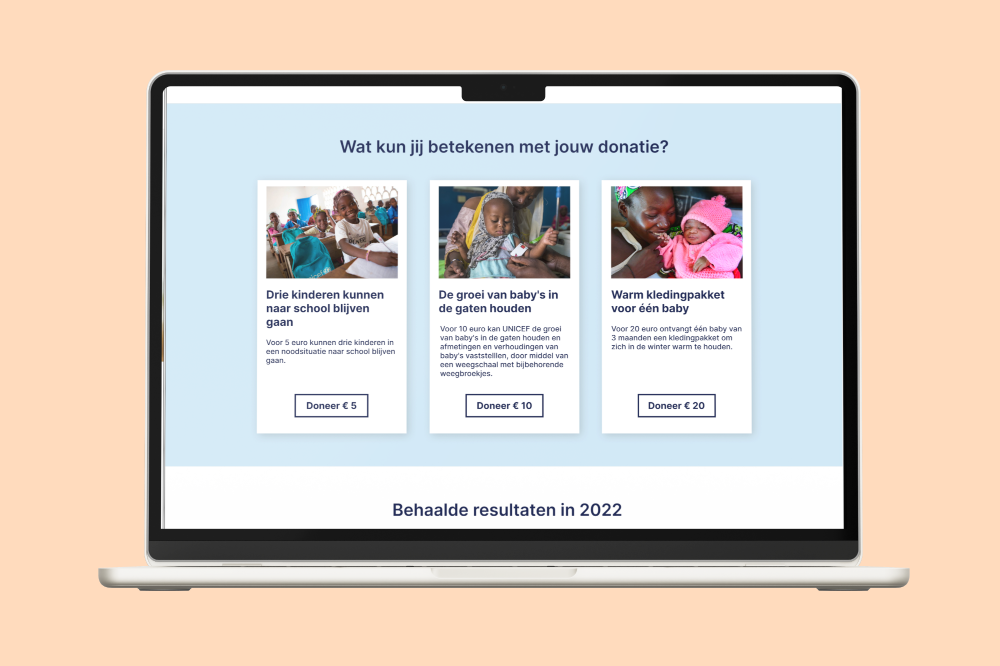 Wat kun jij betekenen met jouw donatie?
Drie kinderen kunnen
naar school blijven
gaan
Voor 5 euro kunnen drie kinderen in
een noodsituatie naar school blijven
gaan.
Doneer € 5
De groei van baby's in
de gaten houden
Voor 10 euro kan UNICEF de groei
van baby's in de gaten houden en
afmetingen en verhoudingen van
baby's vaststelllen, door middel van
een weegschaal met bijbehorende
weegbroekjes.
Doneer € 10
Warm kledingpakket
voor één baby
Voor 20 euro ontvangt één baby van
3 maanden een kledingpakket om
zich in de winter warm te houden.
Doneer € 20
Behaalde resultaten in 2022